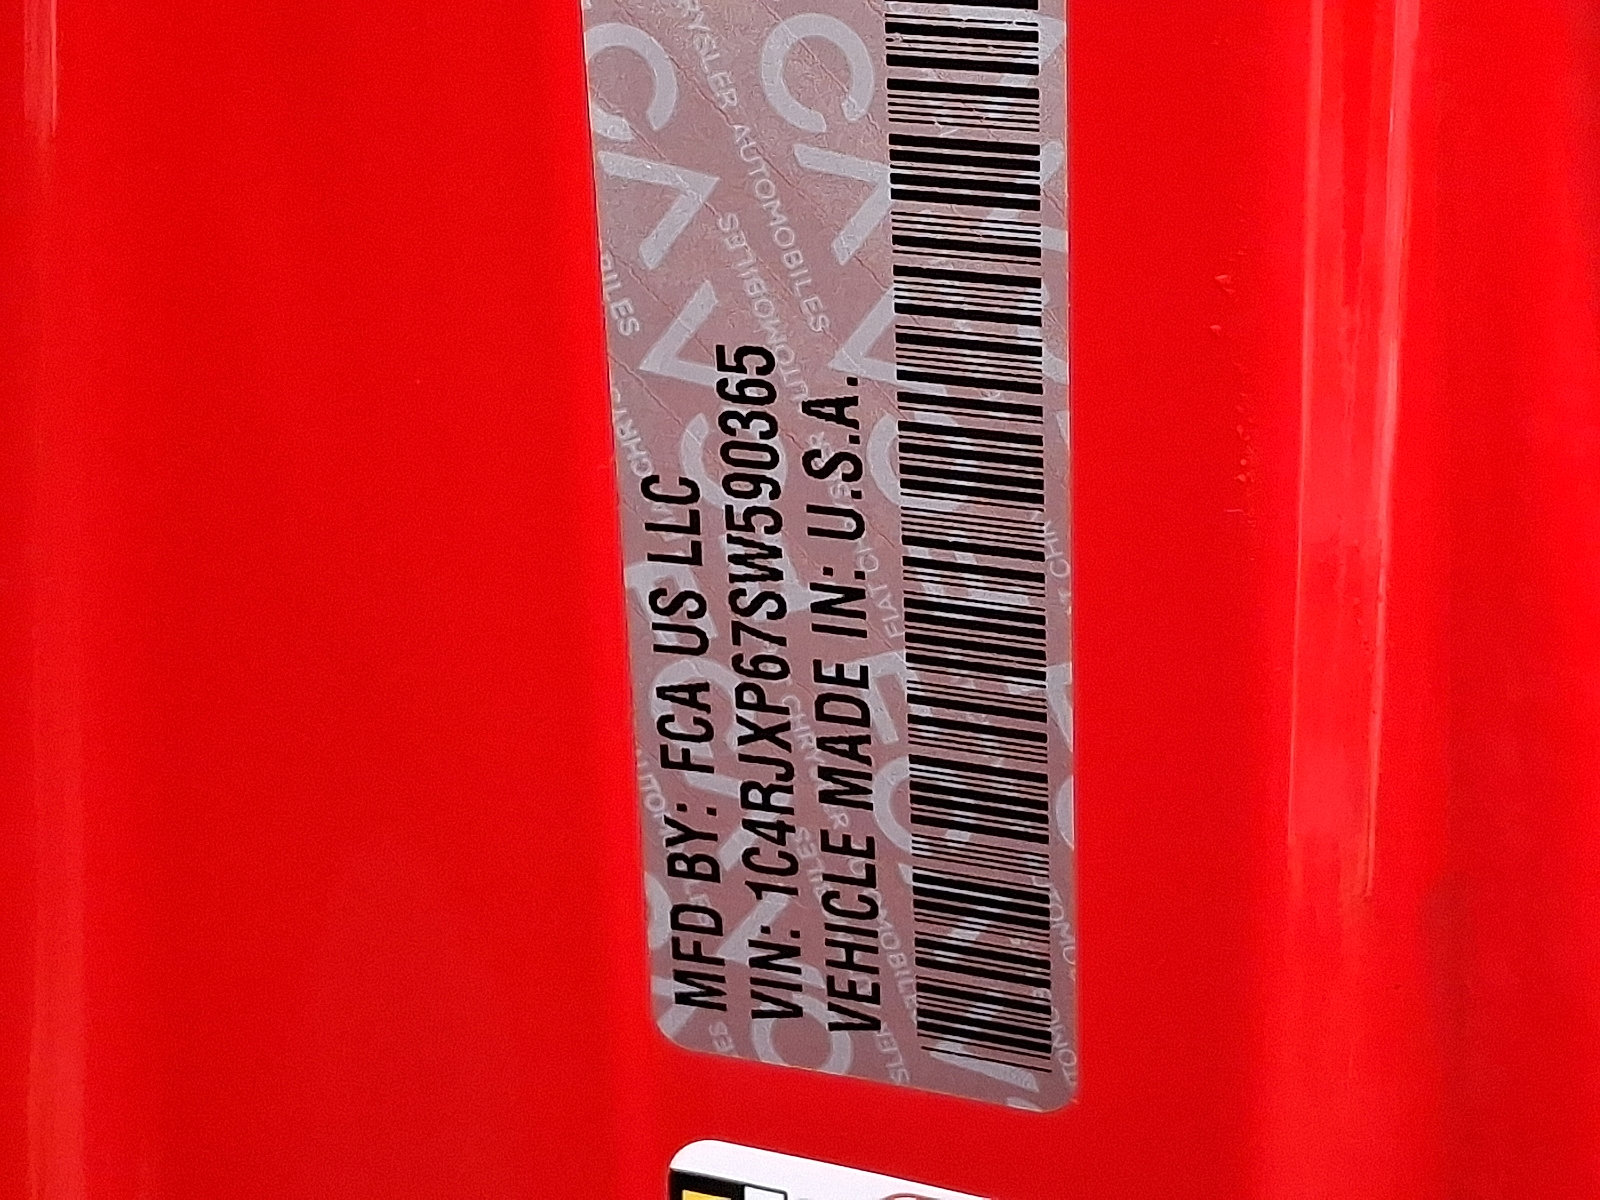 MFD BY: FCA US LLC
VIN: 1C4RJXP67SW590365
VEHICLE MADE IN: U.S.A.